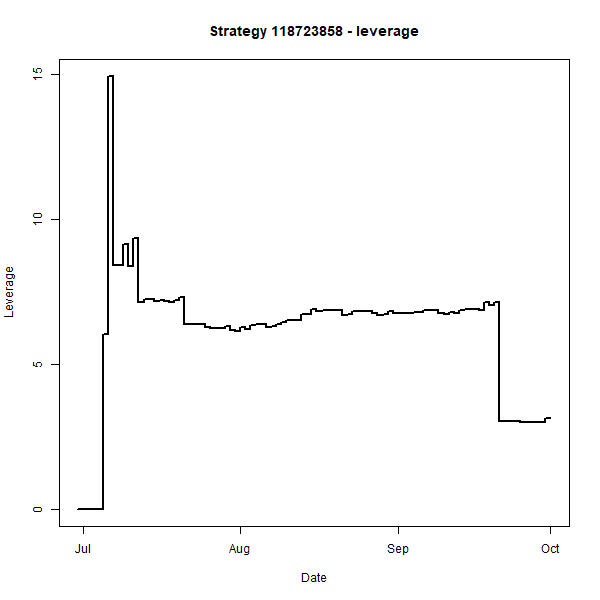 Strategy 118723858 - leverage
15
10
5
0
Leverage
Jul
Aug
Sep
Oct
Date